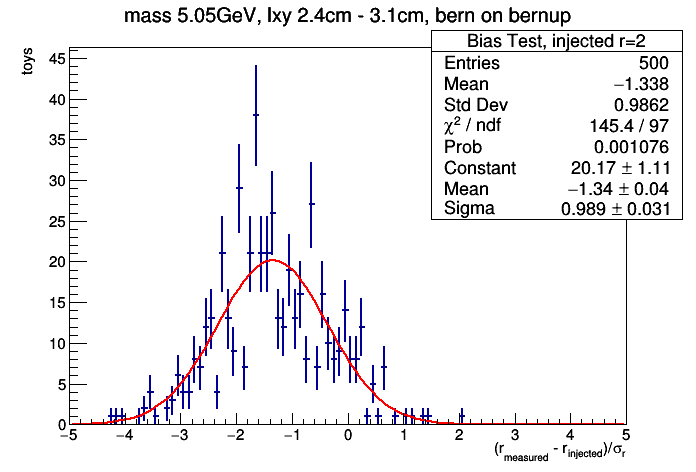 mass 5.05GeV, lxy 2.4cm - 3.1cm, bern on bernup
Bias Test, injected r=2
Entries 500
Mean −1.338
Std Dev 0.9862
χ² / ndf 145.4 / 97
Prob 0.001076
Constant 20.17 ± 1.11
Mean −1.34 ± 0.04
Sigma 0.989 ± 0.031
toys
45
40
35
30
25
20
15
10
5
0
−5 −4 −3 −2 −1 0 1 2 3 4 5
(r_measured - r_injected)/σ_r